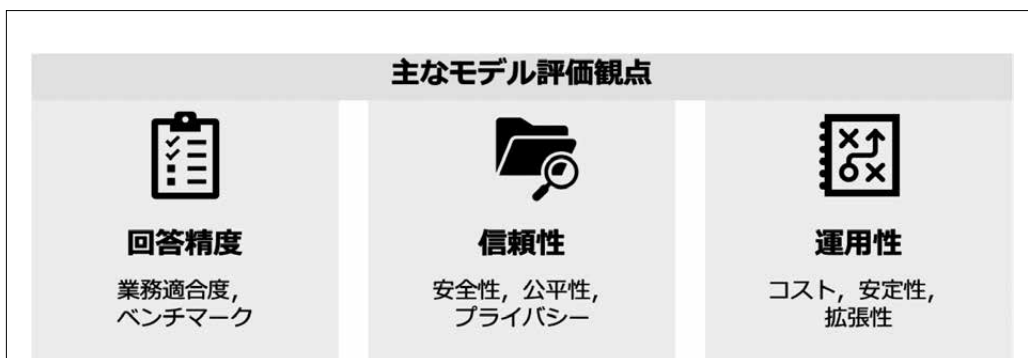 主なモデル評価観点
回答精度
業務適合度,
ベンチマーク
信頼性
安全性, 公平性,
プライバシー
運用性
コスト, 安定性,
拡張性